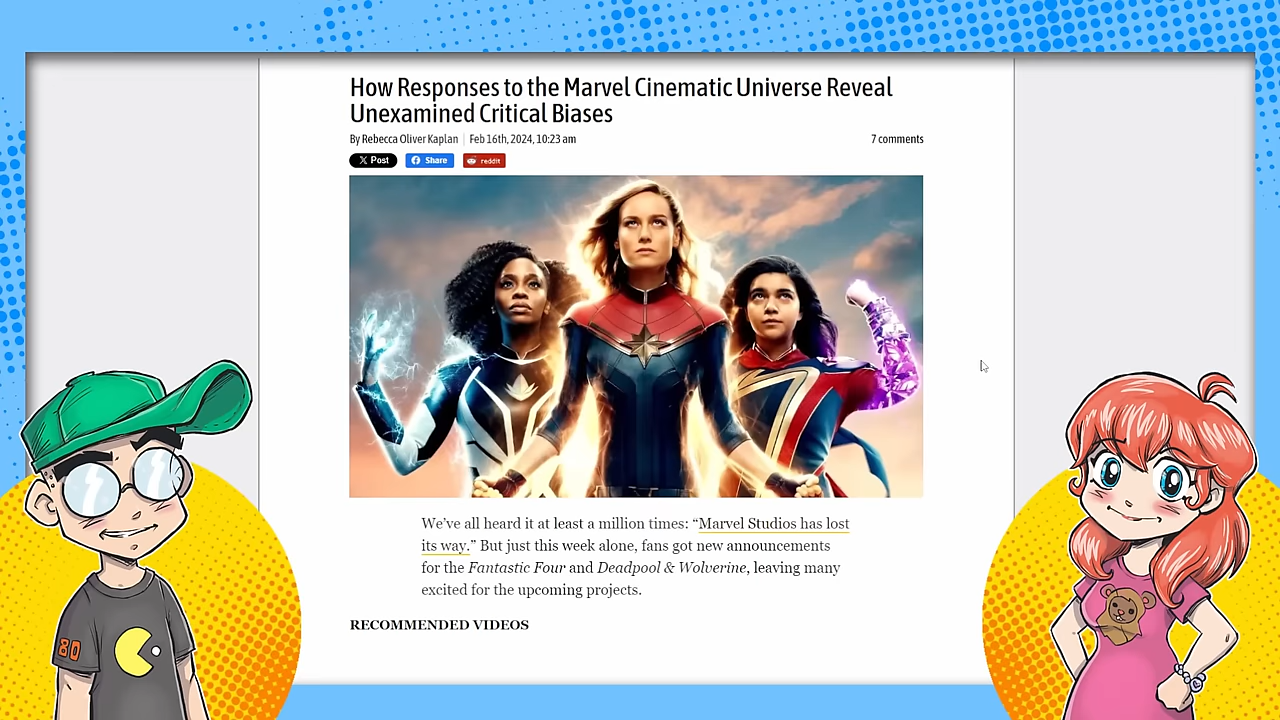 How Responses to the Marvel Cinematic Universe Reveal
Unexamined Critical Biases
By Rebecca Oliver Kaplan | Feb 16th, 2024, 10:23 am
7 comments
X Post
Share
reddit
We've all heard it at least a million times: “Marvel Studios has lost
its way.” But just this week alone, fans got new announcements
for the Fantastic Four and Deadpool & Wolverine, leaving many
excited for the upcoming projects.
RECOMMENDED VIDEOS
80